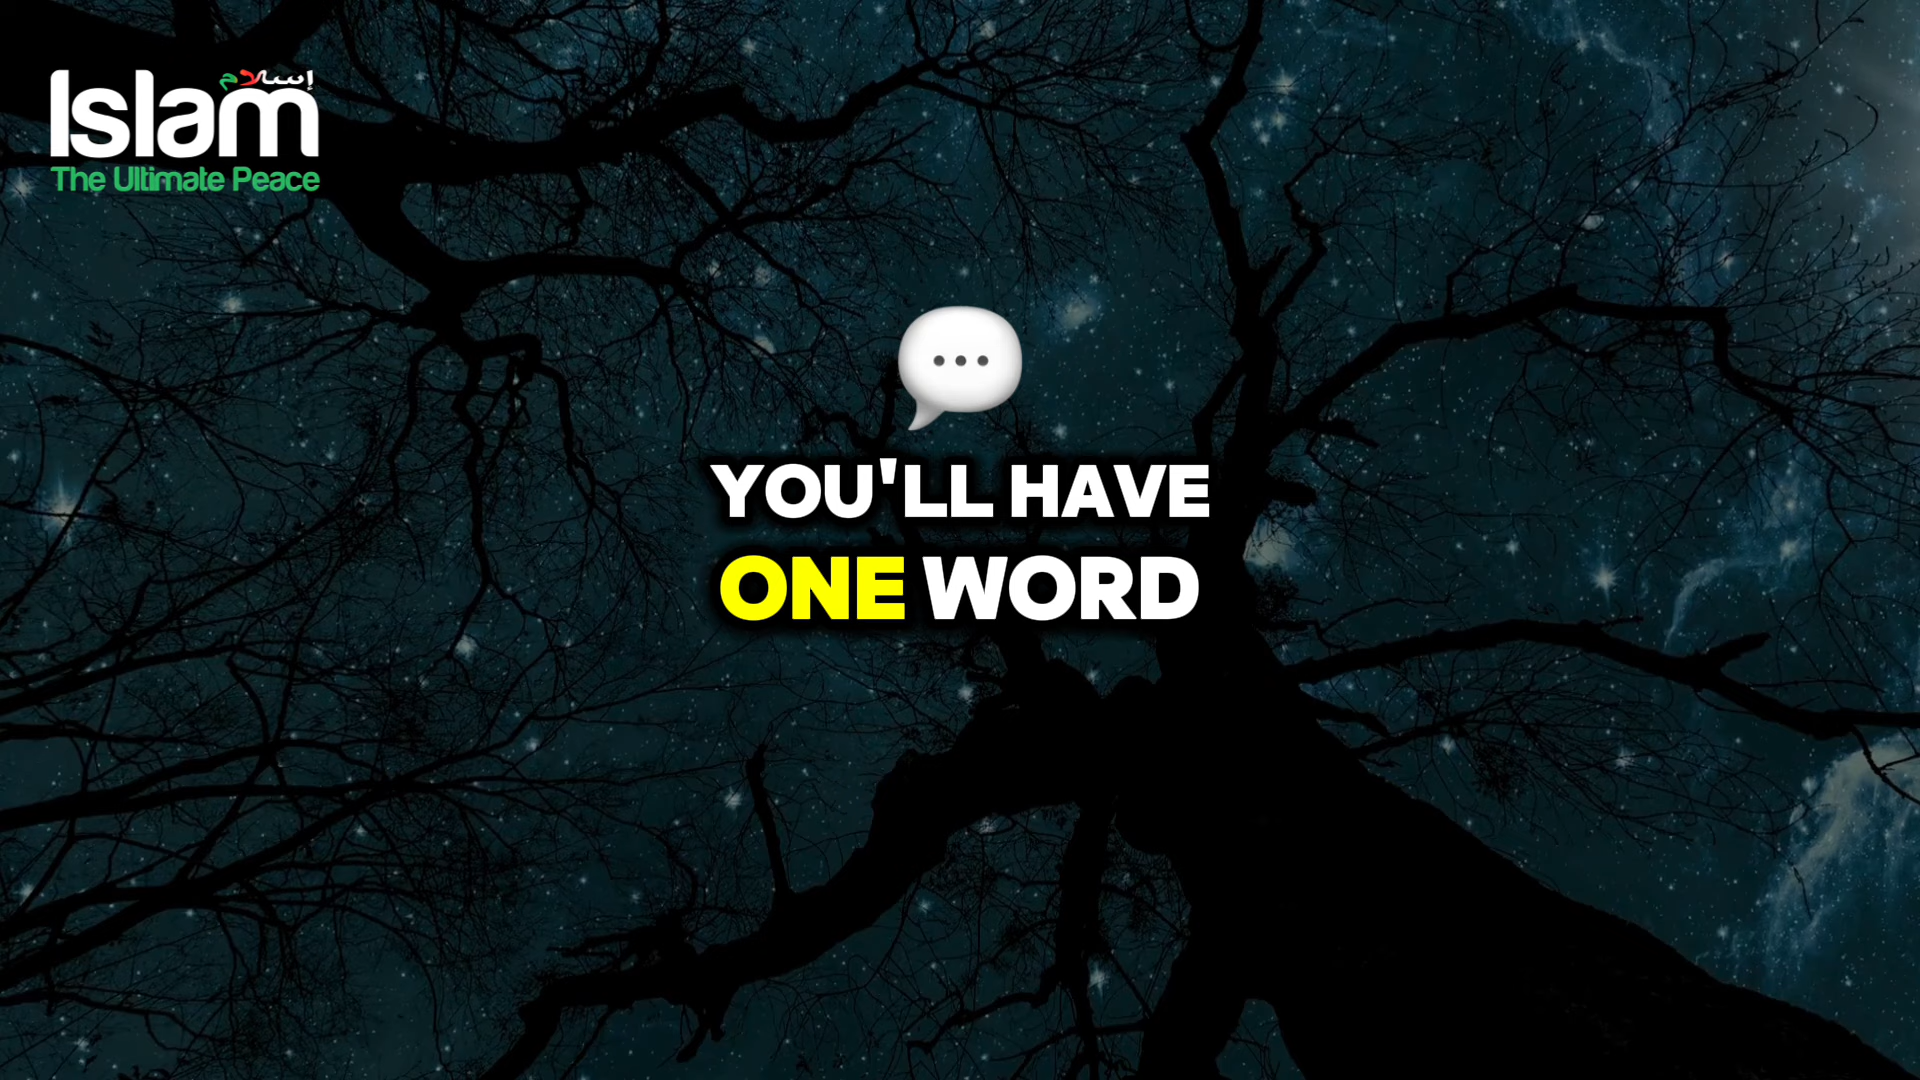 إسلام
Islam
The Ultimate Peace
YOU'LL HAVE
ONE WORD